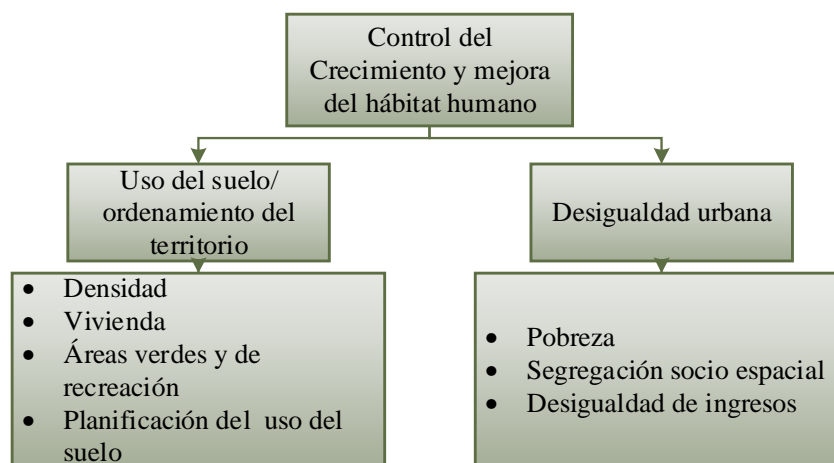 Control del
Crecimiento y mejora
del hábitat humano
Uso del suelo/
ordenamiento del
territorio
Desigualdad urbana
• Densidad
• Vivienda
• Áreas verdes y de
recreación
• Planificación del uso del
suelo
• Pobreza
• Segregación socio espacial
• Desigualdad de ingresos